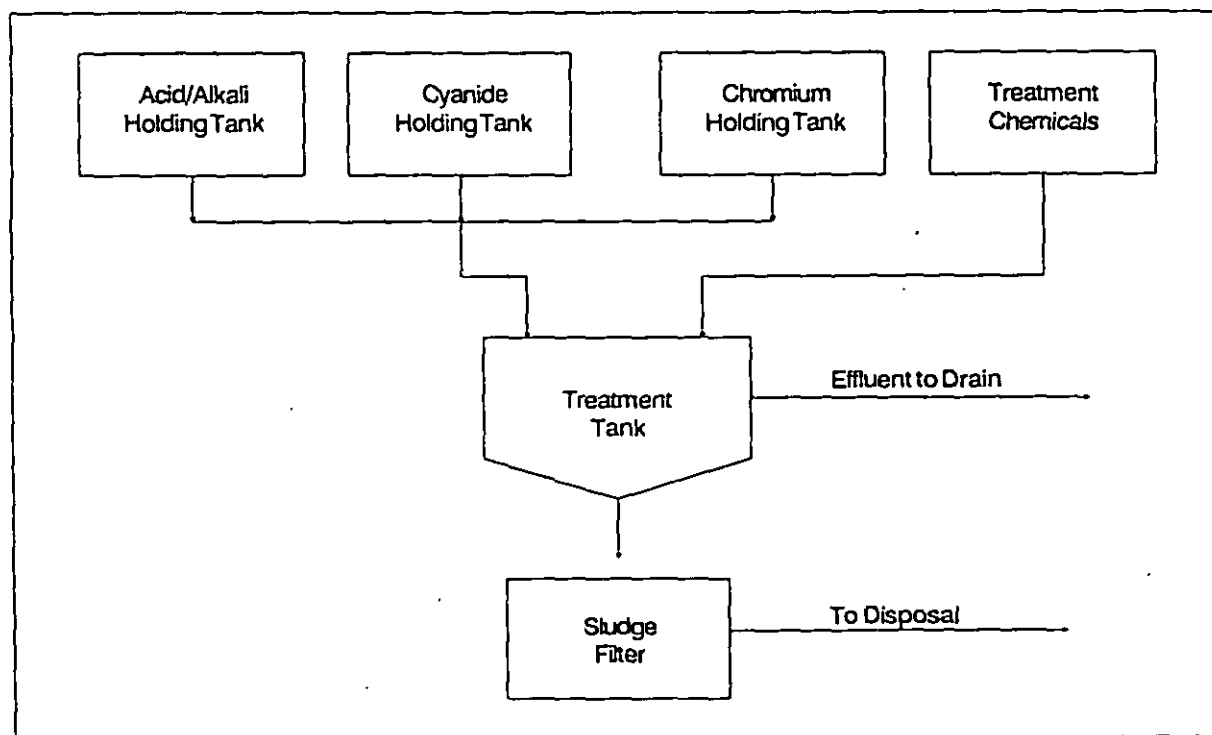 Acid/Alkali
Holding Tank
Cyanide
Holding Tank
Chromium
Holding Tank
Treatment
Chemicals
Treatment
Tank
Effluent to Drain
Sludge
Filter
To Disposal